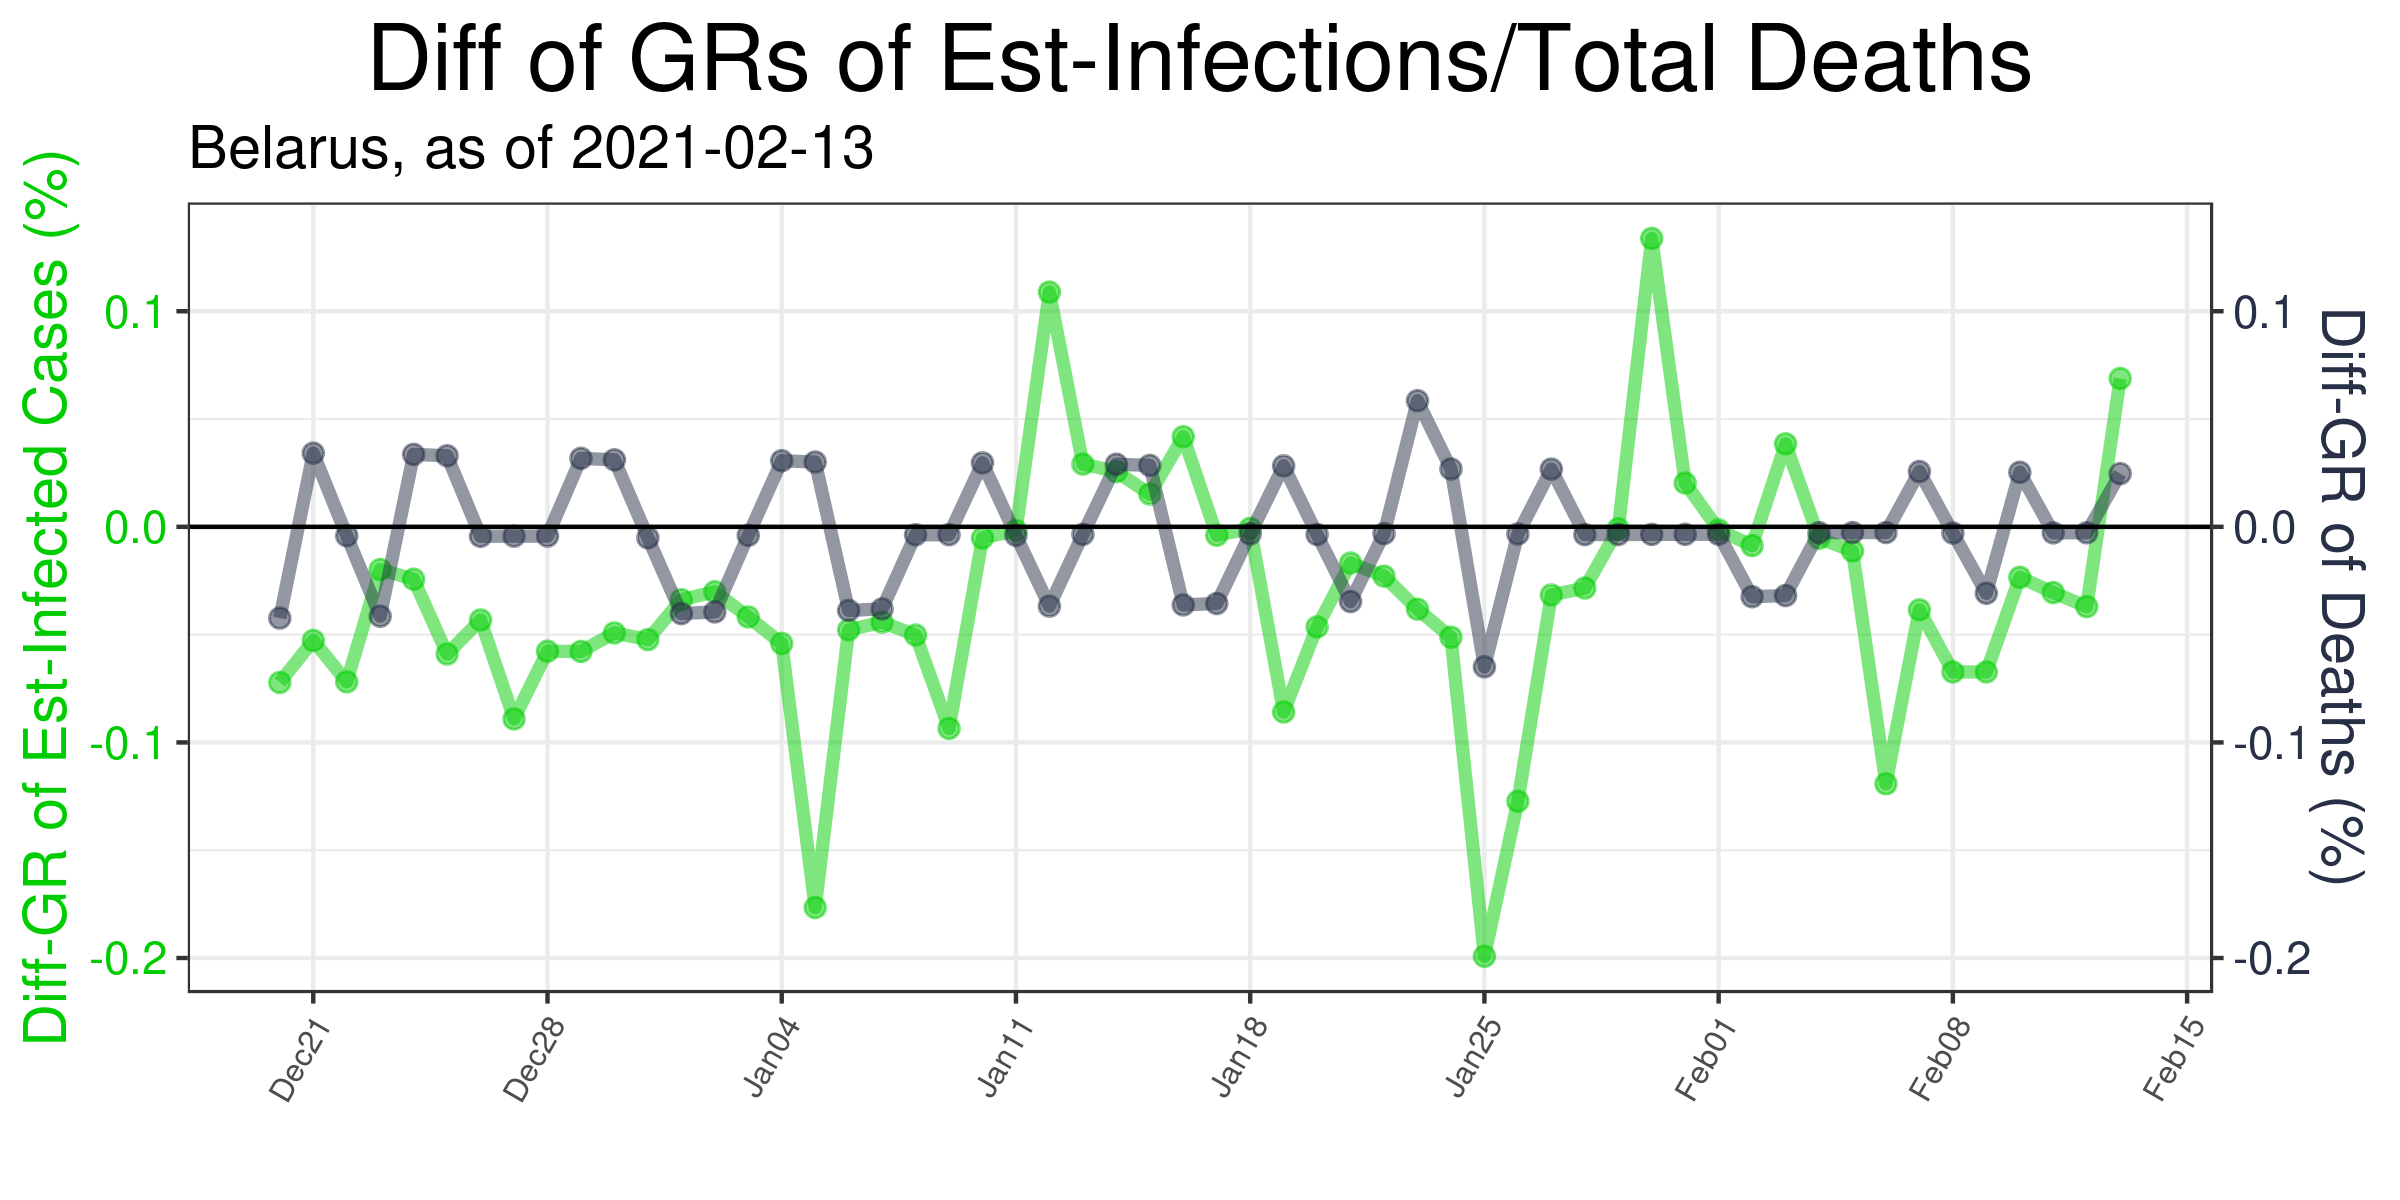 Diff of GRs of Est-Infections/Total Deaths
Belarus, as of 2021-02-13
Diff-GR of Est-Infected Cases (%)
0.1
0.0
-0.1
-0.2
0.1
0.0
-0.1
-0.2
Diff-GR of Deaths (%)
Dec21
Dec28
Jan04
Jan11
Jan18
Jan25
Feb01
Feb08
Feb15